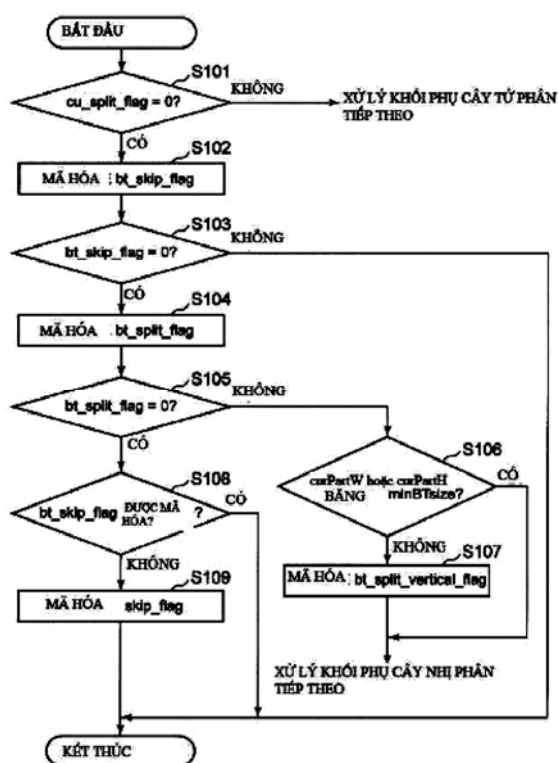 BẮT ĐẦU
S101
cu_split_flag = 0?
KHÔNG
XỬ LÝ KHỐI PHỤ CÂY TỨ PHÂN
TIẾP THEO
CÓ
S102
MÃ HÓA : bt_skip_flag
S103
bt_skip_flag = 0?
KHÔNG
CÓ
S104
MÃ HÓA bt_split_flag
S105
bt_split_flag = 0?
KHÔNG
CÓ
S106
curPartW hoặc curPartH
BẰNG minBTsize?
CÓ
KHÔNG
S107
MÃ HÓA : bt_split_vertical_flag
XỬ LÝ KHỐI PHỤ CÂY NHỊ PHÂN
TIẾP THEO
S108
bt_skip_flag ĐƯỢC MÃ
HÓA? ?
CÓ
KHÔNG
S109
MÃ HÓA skip_flag
KẾT THÚC